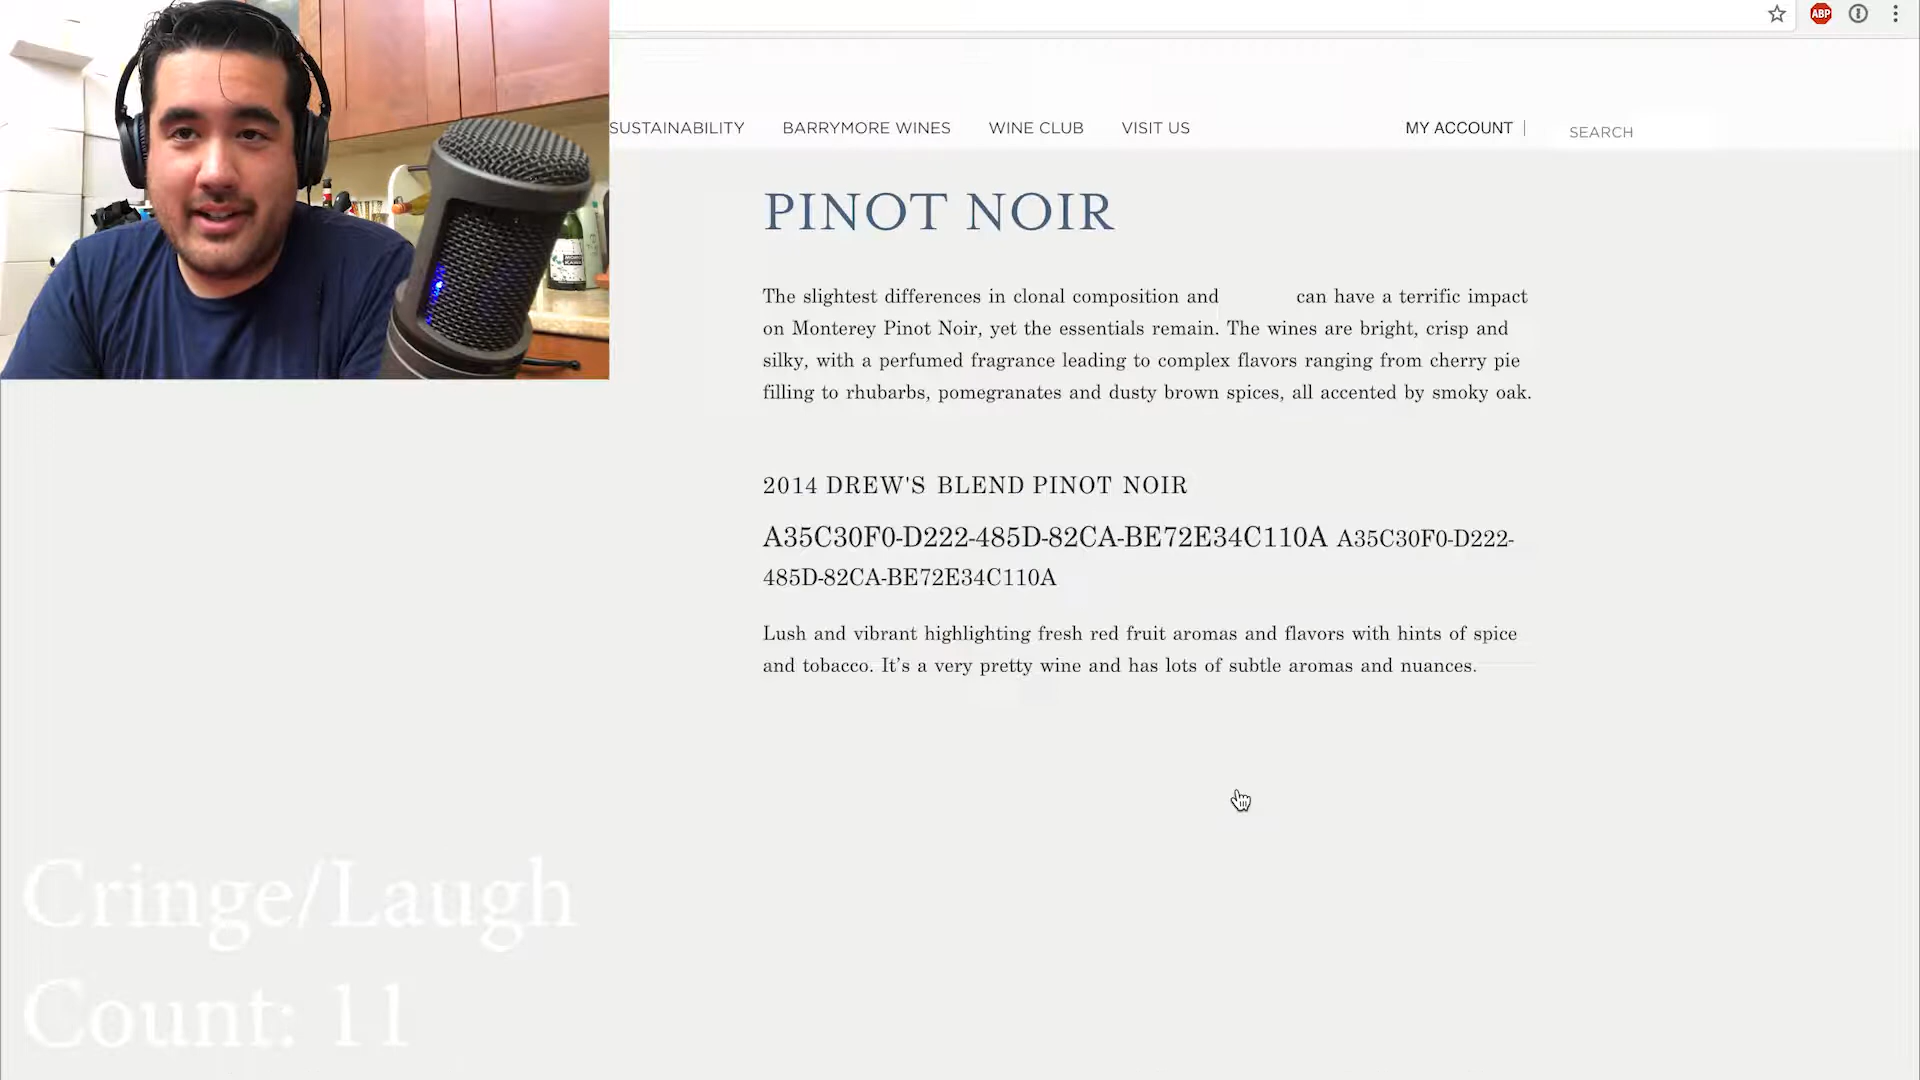 ABP
SUSTAINABILITY BARRYMORE WINES WINE CLUB VISIT US MY ACCOUNT | SEARCH
PINOT NOIR
The slightest differences in clonal composition and can have a terrific impact
on Monterey Pinot Noir, yet the essentials remain. The wines are bright, crisp and
silky, with a perfumed fragrance leading to complex flavors ranging from cherry pie
filling to rhubarbs, pomegranates and dusty brown spices, all accented by smoky oak.
2014 DREW'S BLEND PINOT NOIR
A35C30F0-D222-485D-82CA-BE72E34C110A A35C30F0-D222-
485D-82CA-BE72E34C110A
Lush and vibrant highlighting fresh red fruit aromas and flavors with hints of spice
and tobacco. It’s a very pretty wine and has lots of subtle aromas and nuances.
Cringe/Laugh
Count: 11